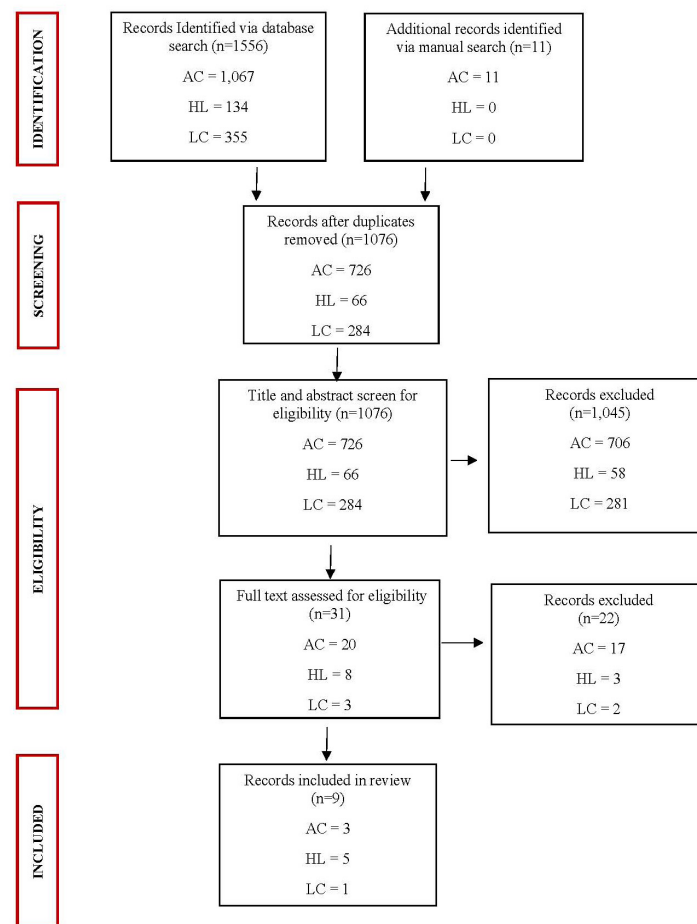 IDENTIFICATION
Records Identified via database
search (n=1556)
AC = 1,067
HL = 134
LC = 355
Additional records identified
via manual search (n=11)
AC = 11
HL = 0
LC = 0
SCREENING
Records after duplicates
removed (n=1076)
AC = 726
HL = 66
LC = 284
ELIGIBILITY
Title and abstract screen for
eligibility (n=1076)
AC = 726
HL = 66
LC = 284
Records excluded
(n=1,045)
AC = 706
HL = 58
LC = 281
Full text assessed for eligibility
(n=31)
AC = 20
HL = 8
LC = 3
Records excluded
(n=22)
AC = 17
HL = 3
LC = 2
INCLUDED
Records included in review
(n=9)
AC = 3
HL = 5
LC = 1